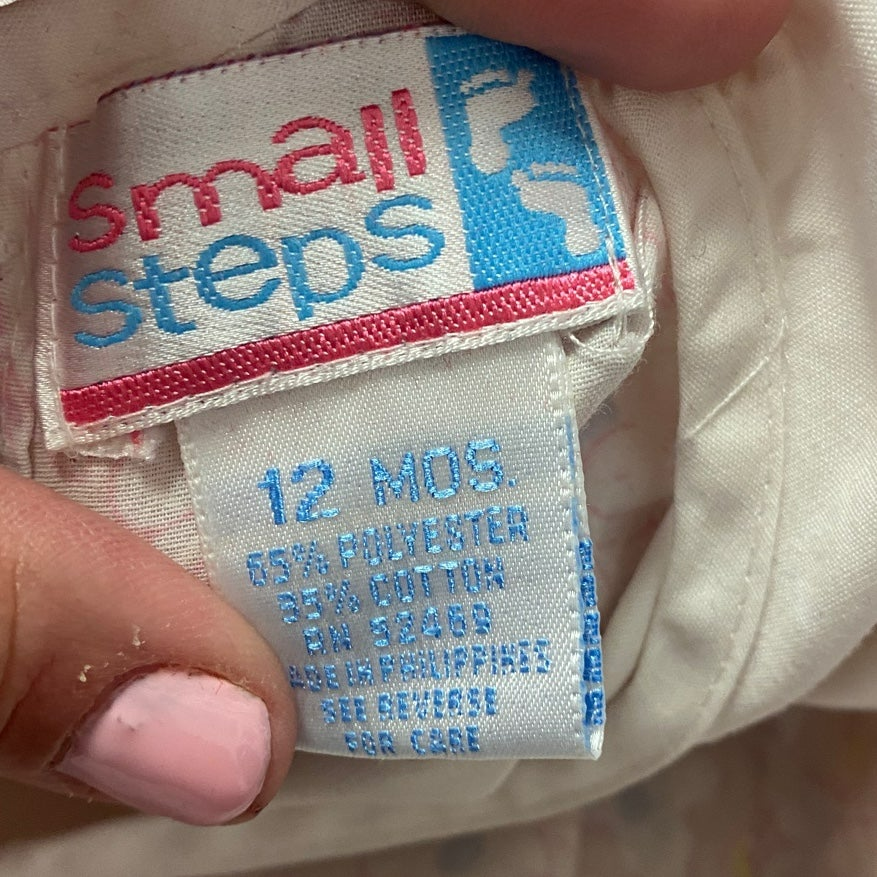 small
steps
12 MOS.
65% POLYESTER
35% COTTON
RN 52469
MADE IN PHILIPPINES
SEE REVERSE
FOR CARE